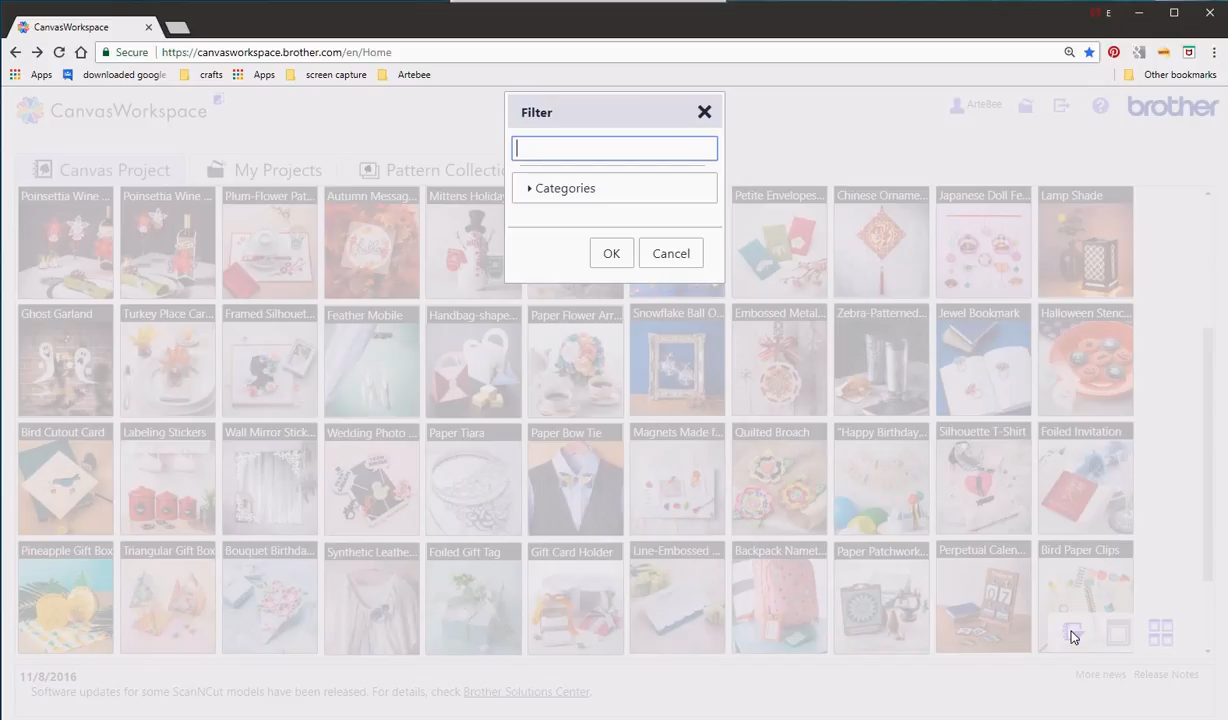 E
CanvasWorkspace
Secure
https://canvasworkspace.brother.com/en/Home
Apps
downloaded google
crafts
Apps
screen capture
Artebee
Other bookmarks
CanvasWorkspace
ArteBee
brother
Filter
Categories
OK
Cancel
Canvas Project
My Projects
Pattern Collectio
Poinsettia Wine ...
Poinsettia Wine ...
Plum-Flower Pat...
Autumn Messag...
Mittens Holiday
Petite Envelopes...
Chinese Orname...
Japanese Doll Fe...
Lamp Shade
Ghost Garland
Turkey Place Car...
Framed Silhouet...
Feather Mobile
Handbag-shape...
Paper Flower Arr...
Snowflake Ball O...
Embossed Metal...
Zebra-Patterned...
Jewel Bookmark
Halloween Stenc...
Bird Cutout Card
Labeling Stickers
Wall Mirror Stick...
Wedding Photo ...
Paper Tiara
Paper Bow Tie
Magnets Made f...
Quilted Broach
"Happy Birthday...
Silhouette T-Shirt
Foiled Invitation
Pineapple Gift Box
Triangular Gift Box
Bouquet Birthda...
Synthetic Leathe...
Foiled Gift Tag
Gift Card Holder
Line-Embossed ...
Backpack Namet...
Paper Patchwork...
Perpetual Calen...
Bird Paper Clips
11/8/2016
More news
Release Notes
Software updates for some ScanNCut models have been released. For details, check Brother Solutions Center.